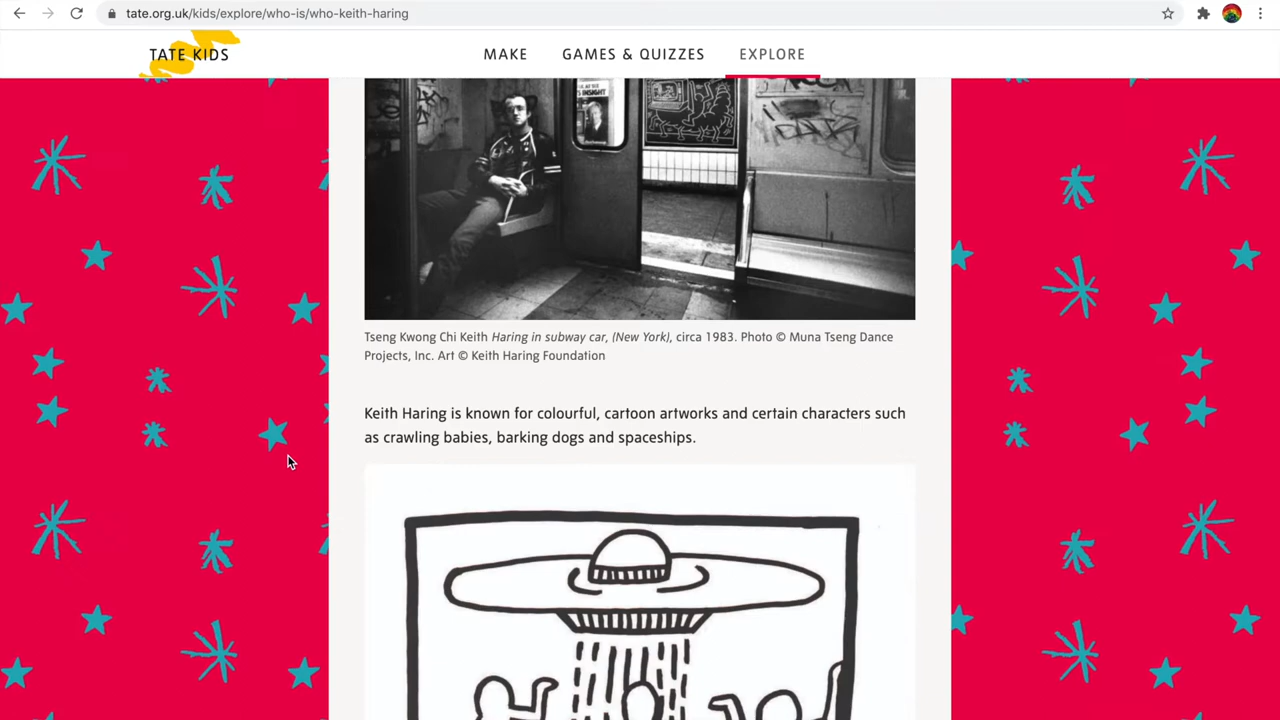 tate.org.uk/kids/explore/who-is/who-keith-haring
TATE KIDS
MAKE
GAMES & QUIZZES
EXPLORE
Tseng Kwong Chi Keith Haring in subway car, (New York), circa 1983. Photo © Muna Tseng Dance
Projects, Inc. Art © Keith Haring Foundation
Keith Haring is known for colourful, cartoon artworks and certain characters such
as crawling babies, barking dogs and spaceships.